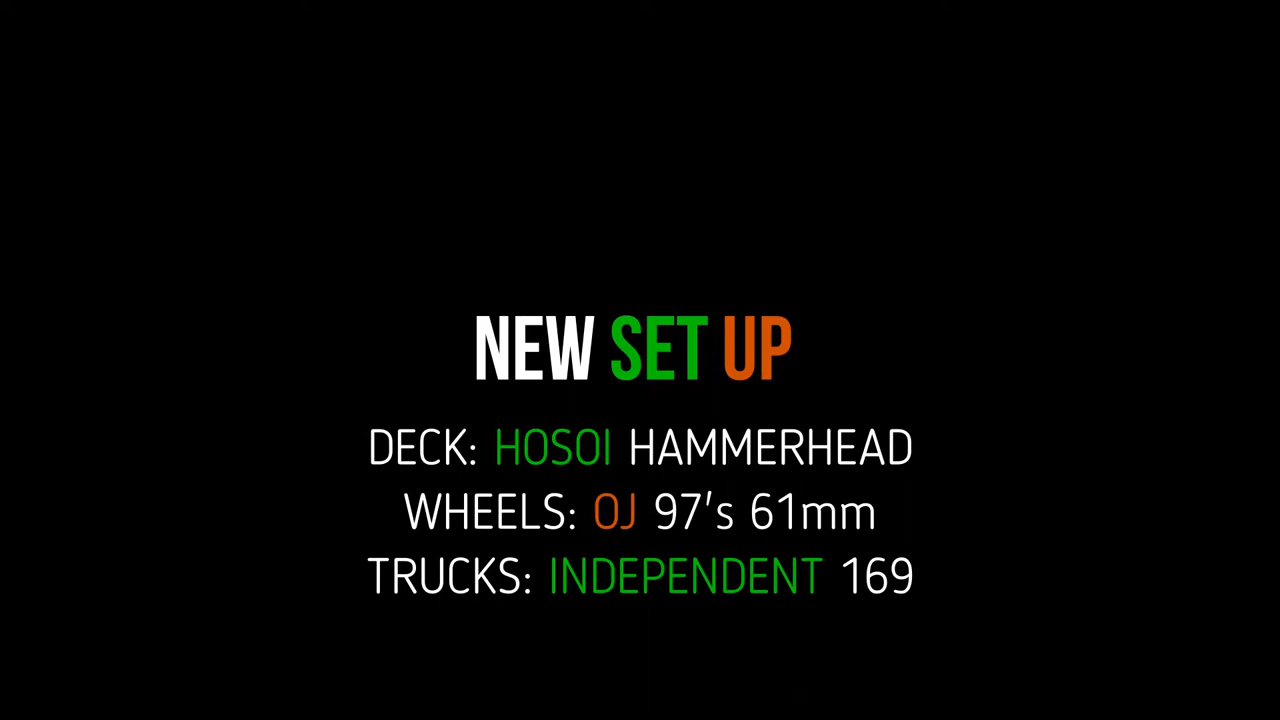 NEW SET UP
DECK: HOSOI HAMMERHEAD
WHEELS: OJ 97's 61mm
TRUCKS: INDEPENDENT 169